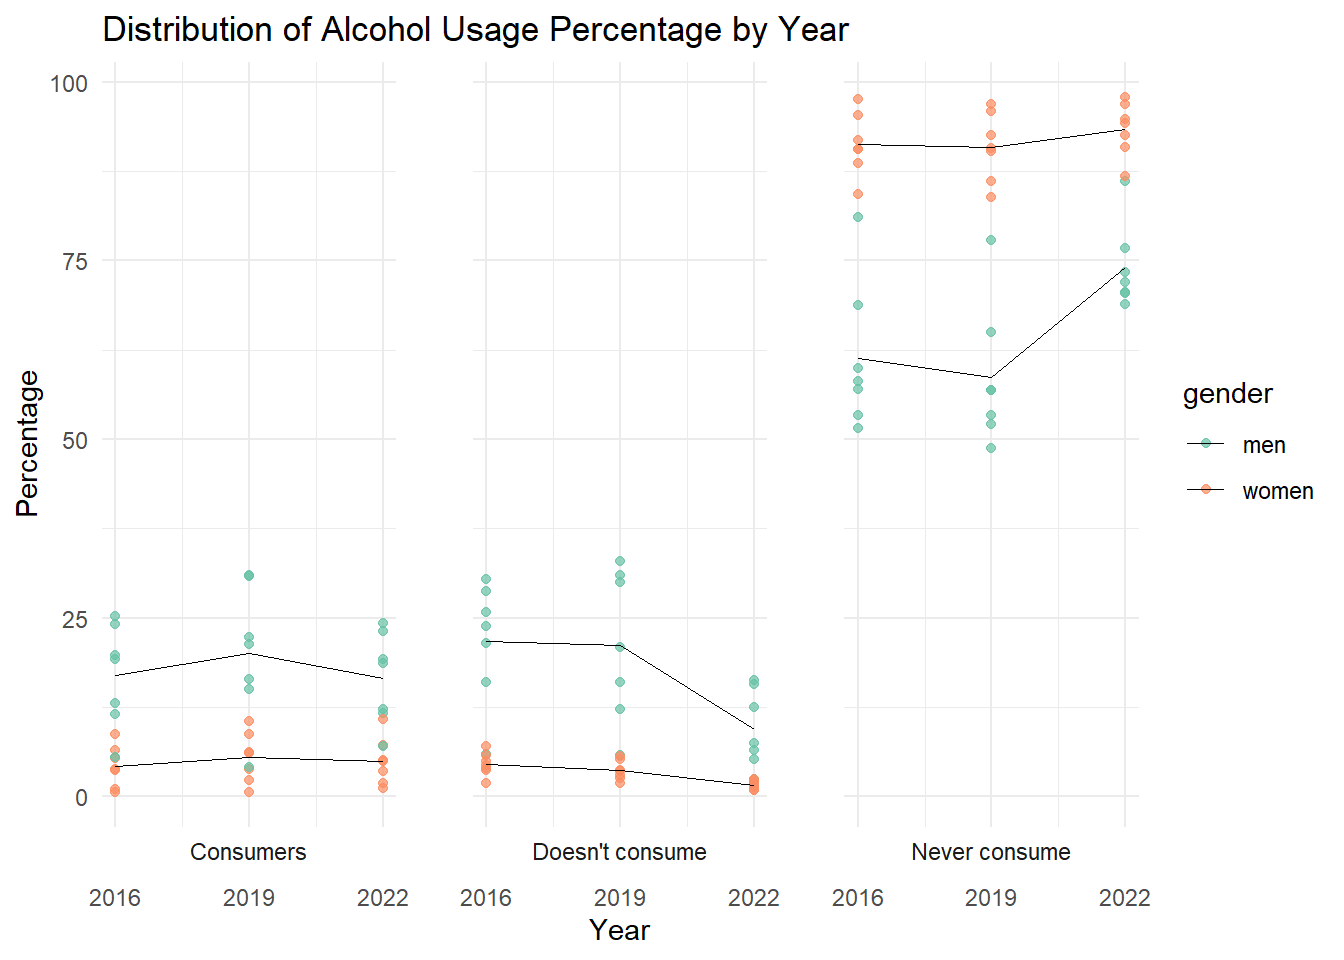 Distribution of Alcohol Usage Percentage by Year
Percentage
100
75
50
25
0
Consumers
Doesn't consume
Never consume
2016 2019 2022
2016 2019 2022
2016 2019 2022
Year
gender
men
women